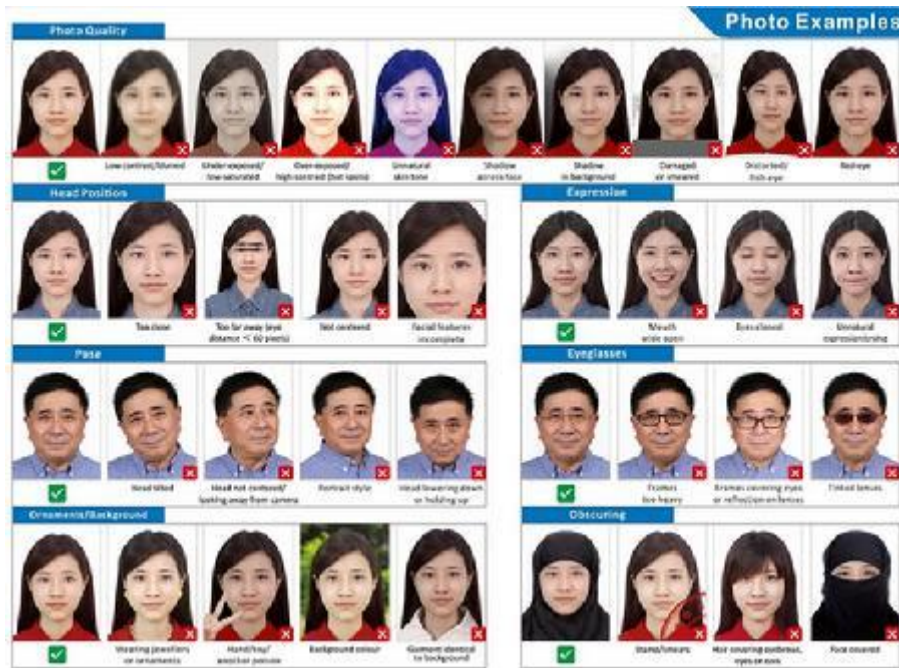 Photo Examples
Photo Quality
Low contrast/blurred
Under exposed/
low-saturated
Over-exposed/
high contrast (hot spots)
Unnatural
skin tone
Shadow
across face
Shadow
in background
Damaged
or smeared
Distorted/
fish-eye
Red eye
Head Position
Too close
Too far away (eye
distance < 60 pixels)
Not centered
Facial features
incomplete
Expression
Mouth
wide open
Eyes closed
Unnatural
Pose
Head tilted
Head not centered/
looking away from camera
Portrait style
Head lowering down
or holding up
Eyeglasses
Frames
too heavy
Frames covering eyes
or reflection on lenses
Tinted lenses
Ornaments/Background
Wearing jewellery
or ornaments
Hand/toy/
another person
Background colour
Garment identical
to background
Obscuring
Stains/smears
Hair covering eyebrows,
eyes or ears
Face covered